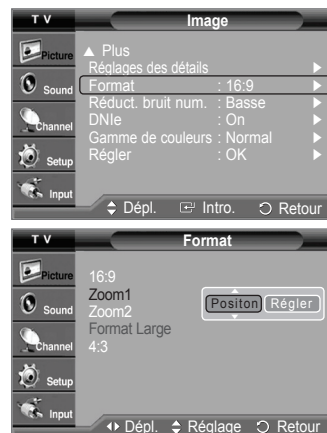 T V
Image
Picture
Sound
Channel
Setup
Input
▲ Plus
Réglages des détails ►
Format : 16:9 ►
Réduct. bruit num. : Basse ►
DNIe : On ►
Gamme de couleurs : Normal ►
Régler : OK ►
Dépl. Intro. Retour
T V
Format
Picture
Sound
Channel
Setup
Input
16:9
Zoom1
Zoom2
Format Large
4:3
Positon Régler
Dépl. Réglage Retour